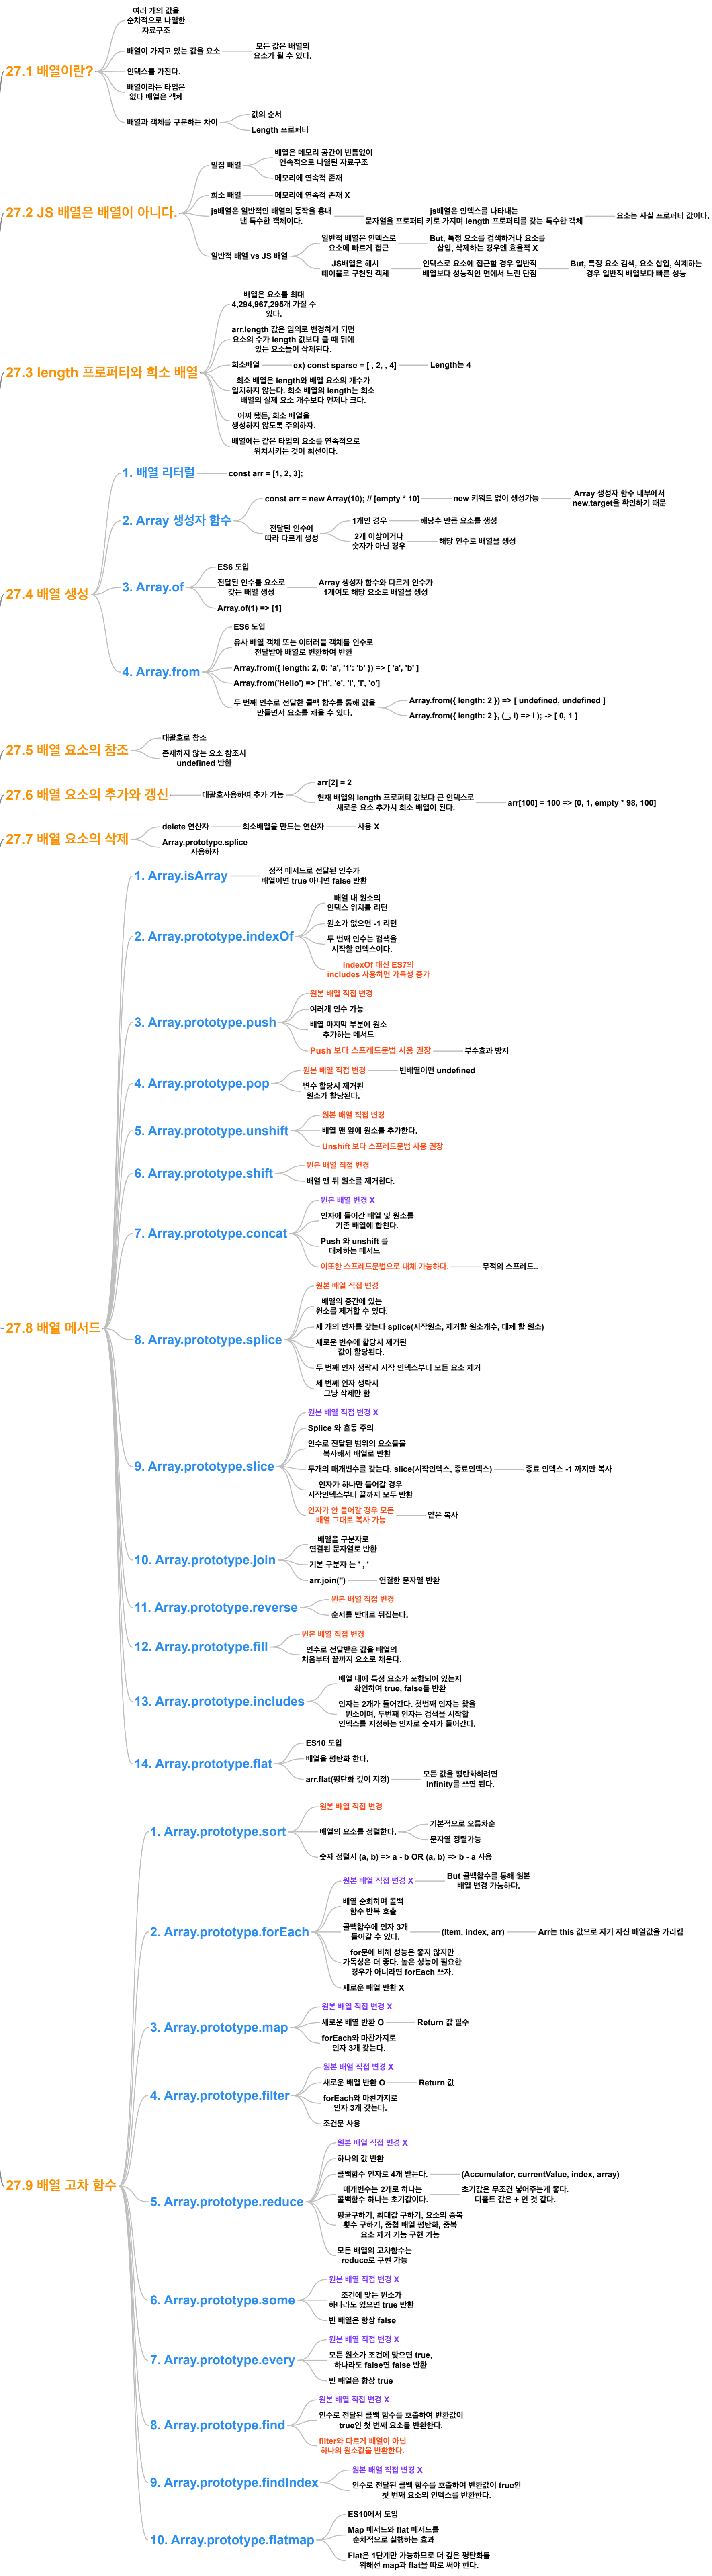 27.1 배열이란?
여러 개의 값을
순차적으로 나열한
자료구조
배열이 가지고 있는 값을 요소
모든 값은 배열의
요소가 될 수 있다.
인덱스를 가진다.
배열이라는 타입은
없다 배열은 객체
배열과 객체를 구분하는 차이
값의 순서
Length 프로퍼티
27.2 JS 배열은 배열이 아니다.
밀집 배열
배열은 메모리 공간이 빈틈없이
연속적으로 나열된 자료구조
메모리에 연속적 존재
희소 배열
메모리에 연속적 존재 X
js배열은 일반적인 배열의 동작을 흉내
낸 특수한 객체이다.
js배열은 인덱스를 나타내는
문자열을 프로퍼티 키로 가지며 length 프로퍼티를 갖는 특수한 객체
요소는 사실 프로퍼티 값이다.
일반적 배열 vs JS 배열
일반적 배열은 인덱스로
요소에 빠르게 접근
But, 특정 요소를 검색하거나 요소를
삽입, 삭제하는 경우엔 효율적 X
JS배열은 해시
테이블로 구현된 객체
인덱스로 요소에 접근할 경우 일반적
배열보다 성능적인 면에서 느린 단점
But, 특정 요소 검색, 요소 삽입, 삭제하는
경우 일반적 배열보다 빠른 성능
27.3 length 프로퍼티와 희소 배열
배열은 요소를 최대
4,294,967,295개 가질 수
있다.
arr.length 값은 임의로 변경하게 되면
요소의 수가 length 값보다 클 때 뒤에
있는 요소들이 삭제된다.
희소배열
ex) const sparse = [ , 2, , 4]
Length는 4
희소 배열은 length와 배열 요소의 개수가
일치하지 않는다. 희소 배열의 length는 희소
배열의 실제 요소 개수보다 언제나 크다.
어찌 됐든, 희소 배열을
생성하지 않도록 주의하자.
배열에는 같은 타입의 요소를 연속적으로
위치시키는 것이 최선이다.
27.4 배열 생성
1. 배열 리터럴
const arr = [1, 2, 3];
2. Array 생성자 함수
const arr = new Array(10); // [empty * 10]
new 키워드 없이 생성가능
Array 생성자 함수 내부에서
new.target을 확인하기 때문
전달된 인수에
따라 다르게 생성
1개인 경우
해당수 만큼 요소를 생성
2개 이상이거나
숫자가 아닌 경우
해당 인수로 배열을 생성
3. Array.of
ES6 도입
전달된 인수를 요소로
갖는 배열 생성
Array 생성자 함수와 다르게 인수가
1개여도 해당 요소로 배열을 생성
Array.of(1) => [1]
4. Array.from
ES6 도입
유사 배열 객체 또는 이터러블 객체를 인수로
전달받아 배열로 변환하여 반환
Array.from({ length: 2, 0: 'a', '1': 'b' }) => [ 'a', 'b' ]
Array.from('Hello') => ['H', 'e', 'l', 'l', 'o']
두 번째 인수로 전달한 콜백 함수를 통해 값을
만들면서 요소를 채울 수 있다.
Array.from({ length: 2 }) => [ undefined, undefined ]
Array.from({ length: 2 }, (_, i) => i ); -> [ 0, 1 ]
27.5 배열 요소의 참조
대괄호로 참조
존재하지 않는 요소 참조시
undefined 반환
27.6 배열 요소의 추가와 갱신
대괄호사용하여 추가 가능
arr[2] = 2
현재 배열의 length 프로퍼티 값보다 큰 인덱스로
새로운 요소 추가시 희소 배열이 된다.
arr[100] = 100 => [0, 1, empty * 98, 100]
27.7 배열 요소의 삭제
delete 연산자
희소배열을 만드는 연산자
사용 X
Array.prototype.splice
사용하자
27.8 배열 메서드
1. Array.isArray
정적 메서드로 전달된 인수가
배열이면 true 아니면 false 반환
2. Array.prototype.indexOf
배열 내 원소의
인덱스 위치를 리턴
원소가 없으면 -1 리턴
두 번째 인수는 검색을
시작할 인덱스이다.
indexOf 대신 ES7의
includes 사용하면 가독성 증가
3. Array.prototype.push
원본 배열 직접 변경
여러개 인수 가능
배열 마지막 부분에 원소
추가하는 메서드
Push 보다 스프레드문법 사용 권장
부수효과 방지
4. Array.prototype.pop
원본 배열 직접 변경
빈배열이면 undefined
변수 할당시 제거된
원소가 할당된다.
5. Array.prototype.unshift
원본 배열 직접 변경
배열 맨 앞에 원소를 추가한다.
Unshift 보다 스프레드문법 사용 권장
6. Array.prototype.shift
원본 배열 직접 변경
배열 맨 뒤 원소를 제거한다.
7. Array.prototype.concat
원본 배열 변경 X
인자에 들어간 배열 및 원소를
기존 배열에 합친다.
Push 와 unshift 를
대체하는 메서드
이또한 스프레드문법으로 대체 가능하다.
무적의 스프레드..
8. Array.prototype.splice
원본 배열 직접 변경
배열의 중간에 있는
원소를 제거할 수 있다.
세 개의 인자를 갖는다 splice(시작원소, 제거할 원소개수, 대체 할 원소)
새로운 변수에 할당시 제거된
값이 할당된다.
두 번째 인자 생략시 시작 인덱스부터 모든 요소 제거
세 번째 인자 생략시
그냥 삭제만 함
9. Array.prototype.slice
원본 배열 직접 변경 X
Splice 와 혼동 주의
인수로 전달된 범위의 요소들을
복사해서 배열로 반환
두개의 매개변수를 갖는다. slice(시작인덱스, 종료인덱스)
종료 인덱스 -1 까지만 복사
인자가 하나만 들어갈 경우
시작인덱스부터 끝까지 모두 반환
인자가 안 들어갈 경우 모든
배열 그대로 복사 가능
얕은 복사
10. Array.prototype.join
배열을 구분자로
연결된 문자열로 반환
기본 구분자 는 ' , '
arr.join('')
연결한 문자열 반환
11. Array.prototype.reverse
원본 배열 직접 변경
순서를 반대로 뒤집는다.
12. Array.prototype.fill
원본 배열 직접 변경
인수로 전달받은 값을 배열의
처음부터 끝까지 요소로 채운다.
13. Array.prototype.includes
배열 내에 특정 요소가 포함되어 있는지
확인하여 true, false를 반환
인자는 2개가 들어간다. 첫번째 인자는 찾을
원소이며, 두번째 인자는 검색을 시작할
인덱스를 지정하는 인자로 숫자가 들어간다.
14. Array.prototype.flat
ES10 도입
배열을 평탄화 한다.
arr.flat(평탄화 깊이 지정)
모든 값을 평탄화하려면
Infinity를 쓰면 된다.
27.9 배열 고차 함수
1. Array.prototype.sort
원본 배열 직접 변경
배열의 요소를 정렬한다.
기본적으로 오름차순
문자열 정렬가능
숫자 정렬시 (a, b) => a - b OR (a, b) => b - a 사용
2. Array.prototype.forEach
원본 배열 직접 변경 X
But 콜백함수를 통해 원본
배열 변경 가능하다.
배열 순회하며 콜백
함수 반복 호출
콜백함수에 인자 3개
들어갈 수 있다.
(Item, index, arr)
Arr는 this 값으로 자기 자신 배열값을 가리킴
for문에 비해 성능은 좋지 않지만
가독성은 더 좋다. 높은 성능이 필요한
경우가 아니라면 forEach 쓰자.
새로운 배열 반환 X
3. Array.prototype.map
원본 배열 직접 변경 X
새로운 배열 반환 O
Return 값 필수
forEach와 마찬가지로
인자 3개 갖는다.
4. Array.prototype.filter
원본 배열 직접 변경 X
새로운 배열 반환 O
Return 값
forEach와 마찬가지로
인자 3개 갖는다.
조건문 사용
5. Array.prototype.reduce
원본 배열 직접 변경 X
하나의 값 반환
콜백함수 인자로 4개 받는다.
(Accumulator, currentValue, index, array)
매개변수는 2개로 하나는
콜백함수 하나는 초기값이다.
초기값은 무조건 넣어주는게 좋다.
디폴트 값은 + 인 것 같다.
평균구하기, 최대값 구하기, 요소의 중복
횟수 구하기, 중첩 배열 평탄화, 중복
요소 제거 기능 구현 가능
모든 배열의 고차함수는
reduce로 구현 가능
6. Array.prototype.some
원본 배열 직접 변경 X
조건에 맞는 원소가
하나라도 있으면 true 반환
빈 배열은 항상 false
7. Array.prototype.every
원본 배열 직접 변경 X
모든 원소가 조건에 맞으면 true,
하나라도 false면 false 반환
빈 배열은 항상 true
8. Array.prototype.find
원본 배열 직접 변경 X
인수로 전달된 콜백 함수를 호출하여 반환값이
true인 첫 번째 요소를 반환한다.
filter와 다르게 배열이 아닌
하나의 원소값을 반환한다.
9. Array.prototype.findIndex
원본 배열 직접 변경 X
인수로 전달된 콜백 함수를 호출하여 반환값이 true인
첫 번째 요소의 인덱스를 반환한다.
10. Array.prototype.flatmap
ES10에서 도입
Map 메서드와 flat 메서드를
순차적으로 실행하는 효과
Flat은 1단계만 가능하므로 더 깊은 평탄화를
위해선 map과 flat을 따로 써야 한다.